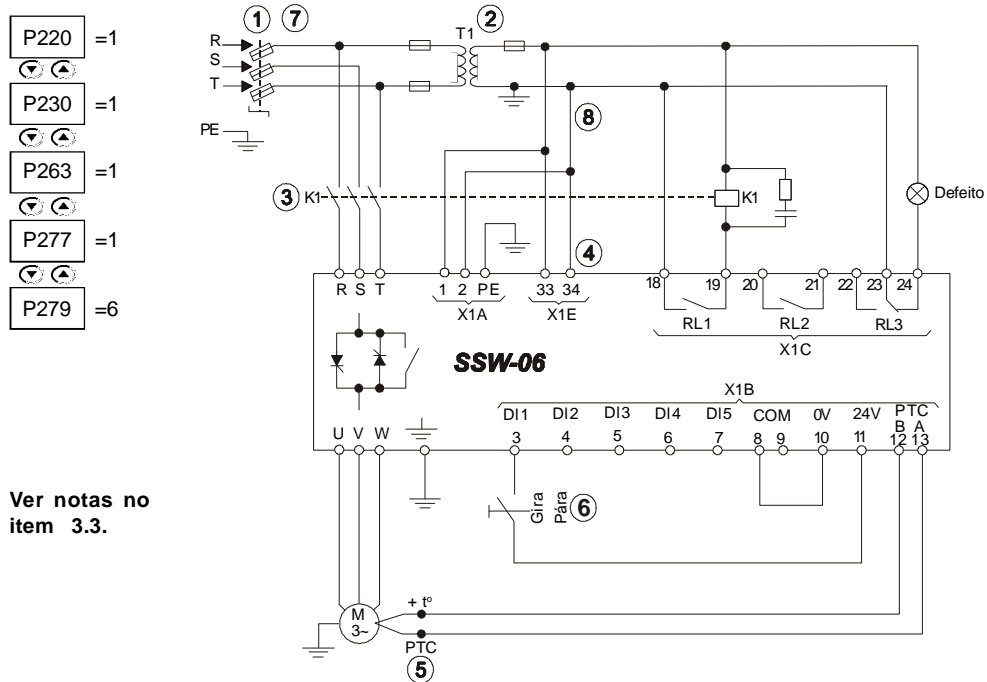 P220 =1
P230 =1
P263 =1
P277 =1
P279 =6
Ver notas no
item 3.3.
1 7 2
T1
R
S
T
PE
8
3 K1 K1 Defeito
4
R S T 1 2 PE 33 34 18 19 20 21 22 23 24
X1A X1E RL1 RL2 RL3
X1C
SSW-06
X1B
DI1 DI2 DI3 DI4 DI5 COM 0V 24V PTC
B A
U V W 3 4 5 6 7 8 9 10 11 12 13
Gira
Pára
6
M
3~
+ tº
PTC
5